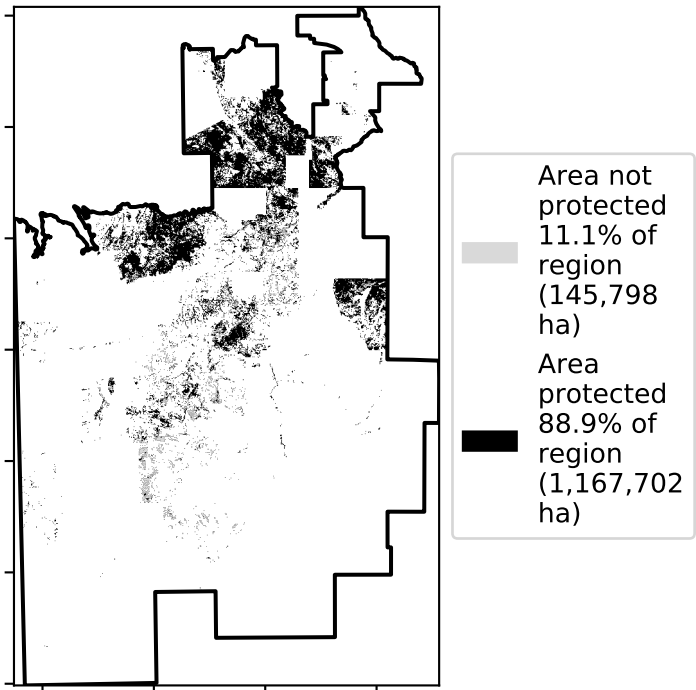 Area not
protected
11.1% of
region
(145,798
ha)
Area
protected
88.9% of
region
(1,167,702
ha)